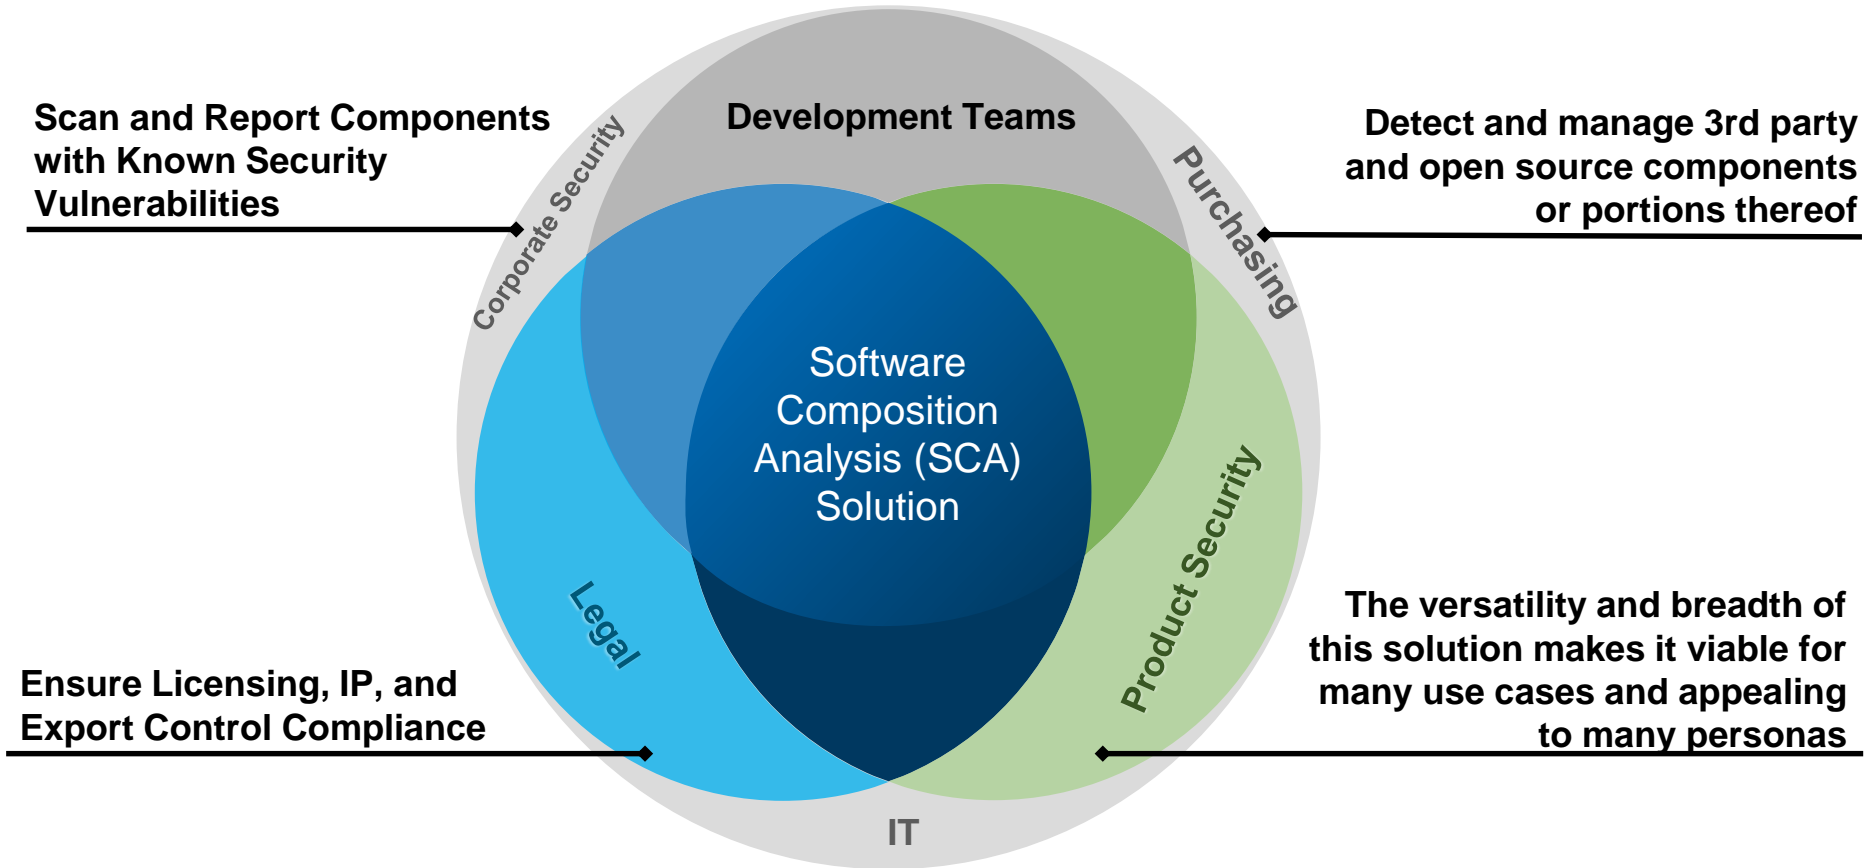 Scan and Report Components
with Known Security
Vulnerabilities
Corporate Security
Development Teams
Purchasing
Detect and manage 3rd party
and open source components
or portions thereof
Software
Composition
Analysis (SCA)
Solution
Legal
Product Security
Ensure Licensing, IP, and
Export Control Compliance
The versatility and breadth of
this solution makes it viable for
many use cases and appealing
to many personas
IT